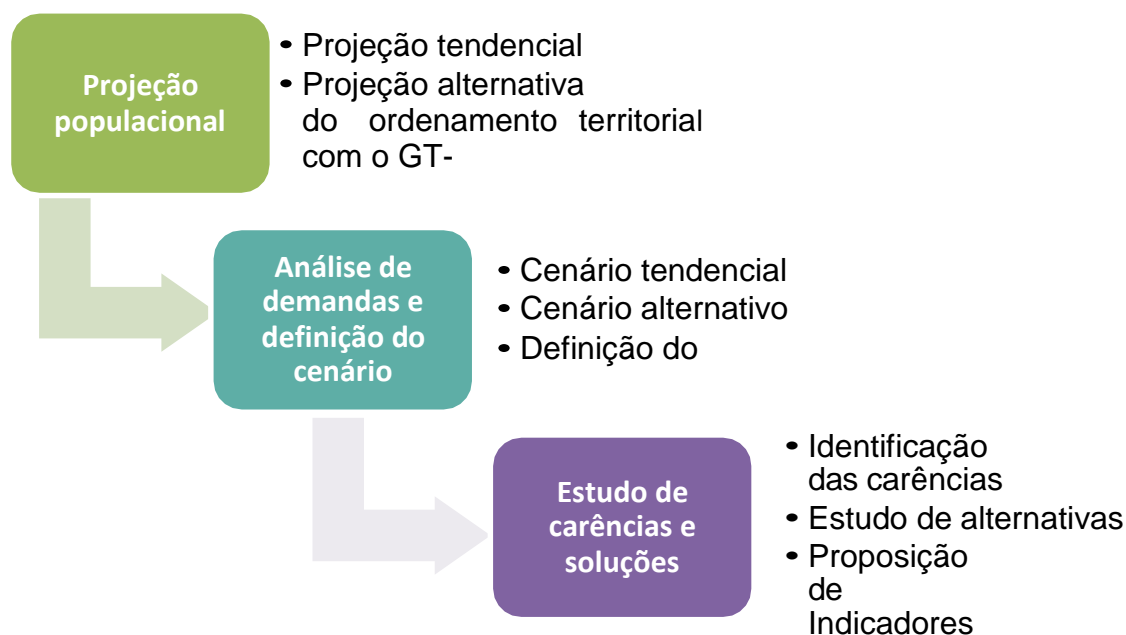 Projeção
populacional
• Projeção tendencial
• Projeção alternativa
do ordenamento territorial
com o GT-
Análise de
demandas e
definição do
cenário
• Cenário tendencial
• Cenário alternativo
• Definição do
Estudo de
carências e
soluções
• Identificação
das carências
• Estudo de alternativas
• Proposição
de
Indicadores